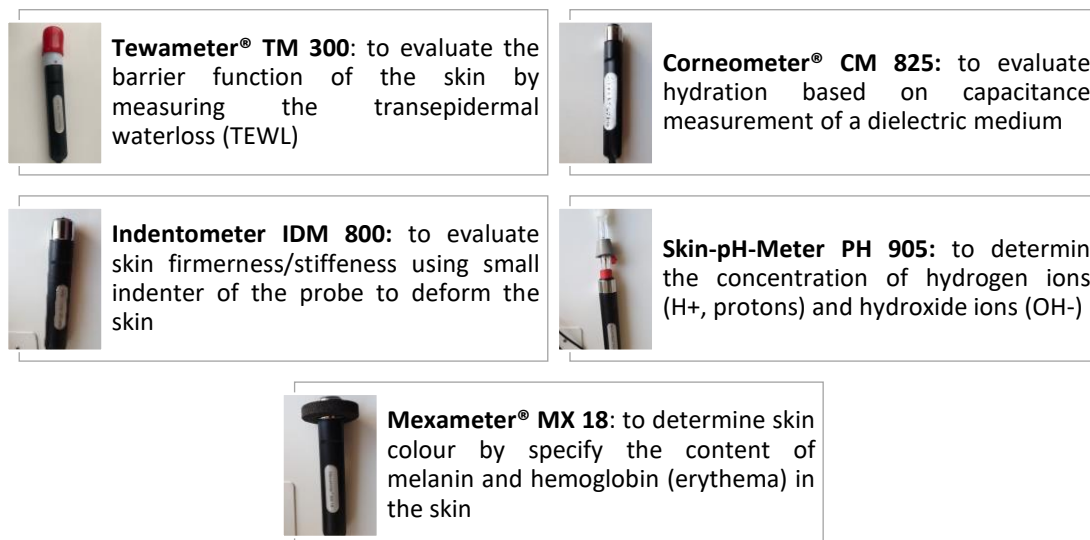 Tewameter® TM 300: to evaluate the
barrier function of the skin by
measuring the transepidermal
waterloss (TEWL)
Corneometer® CM 825: to evaluate
hydration based on capacitance
measurement of a dielectric medium
Indentometer IDM 800: to evaluate
skin firmerness/stiffeness using small
indenter of the probe to deform the
skin
Skin-pH-Meter PH 905: to determin
the concentration of hydrogen ions
(H+, protons) and hydroxide ions (OH-)
Mexameter® MX 18: to determine skin
colour by specify the content of
melanin and hemoglobin (erythema) in
the skin